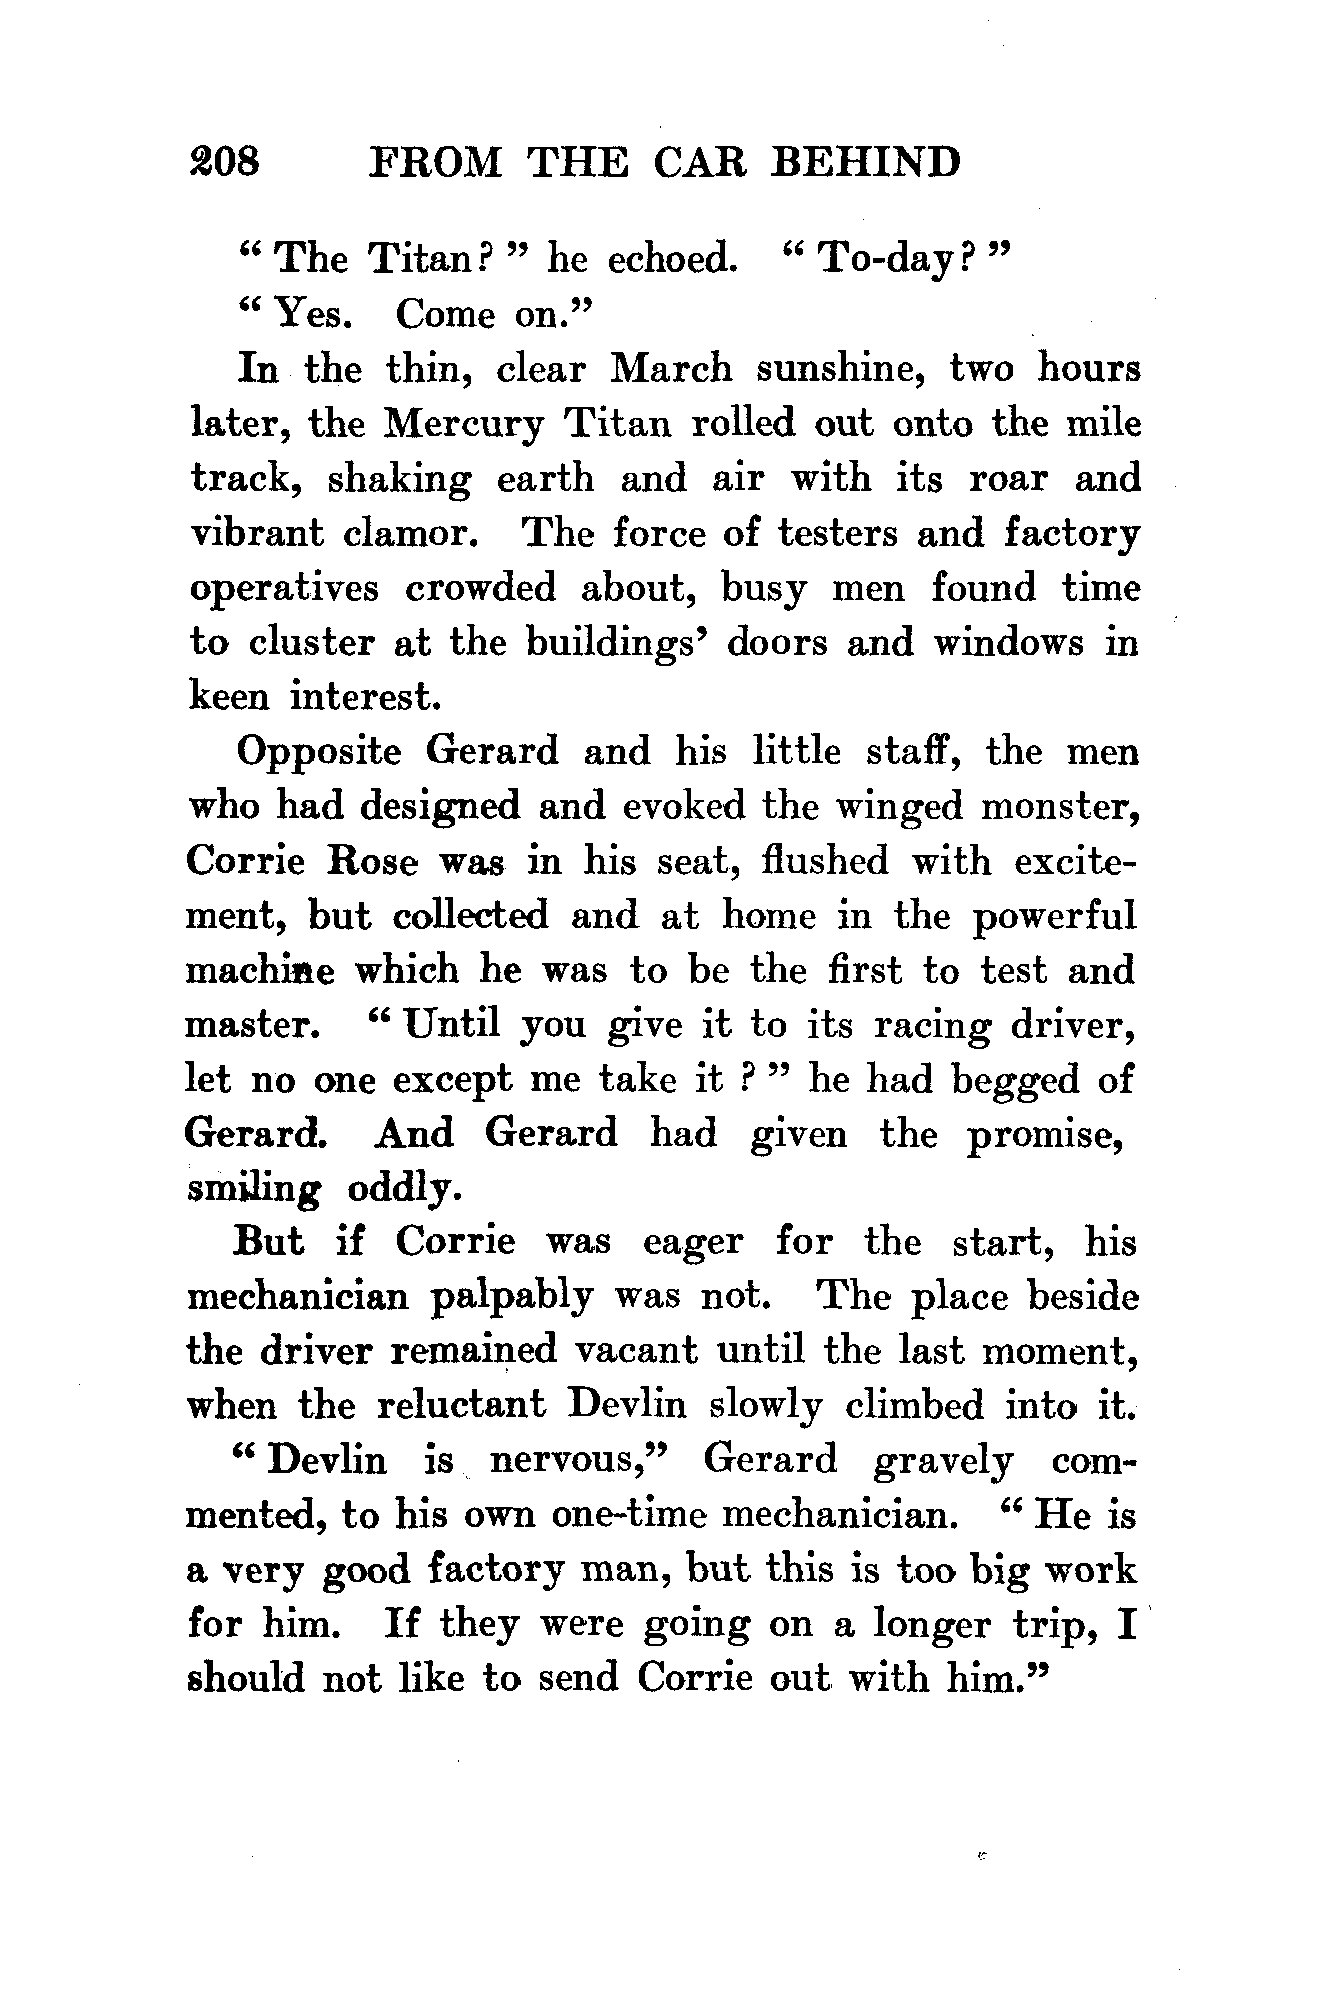 208 FROM THE CAR BEHIND
“ The Titan? ” he echoed. “ To-day? ”
“ Yes. Come on.”
In the thin, clear March sunshine, two hours
later, the Mercury Titan rolled out onto the mile
track, shaking earth and air with its roar and
vibrant clamor. The force of testers and factory
operatives crowded about, busy men found time
to cluster at the buildings’ doors and windows in
keen interest.
Opposite Gerard and his little staff, the men
who had designed and evoked the winged monster,
Corrie Rose was in his seat, flushed with excite-
ment, but collected and at home in the powerful
machine which he was to be the first to test and
master. “ Until you give it to its racing driver,
let no one except me take it ? ” he had begged of
Gerard. And Gerard had given the promise,
smiling oddly.
But if Corrie was eager for the start, his
mechanician palpably was not. The place beside
the driver remained vacant until the last moment,
when the reluctant Devlin slowly climbed into it.
“ Devlin is nervous,” Gerard gravely com-
mented, to his own one-time mechanician. “ He is
a very good factory man, but this is too big work
for him. If they were going on a longer trip, I
should not like to send Corrie out with him.”